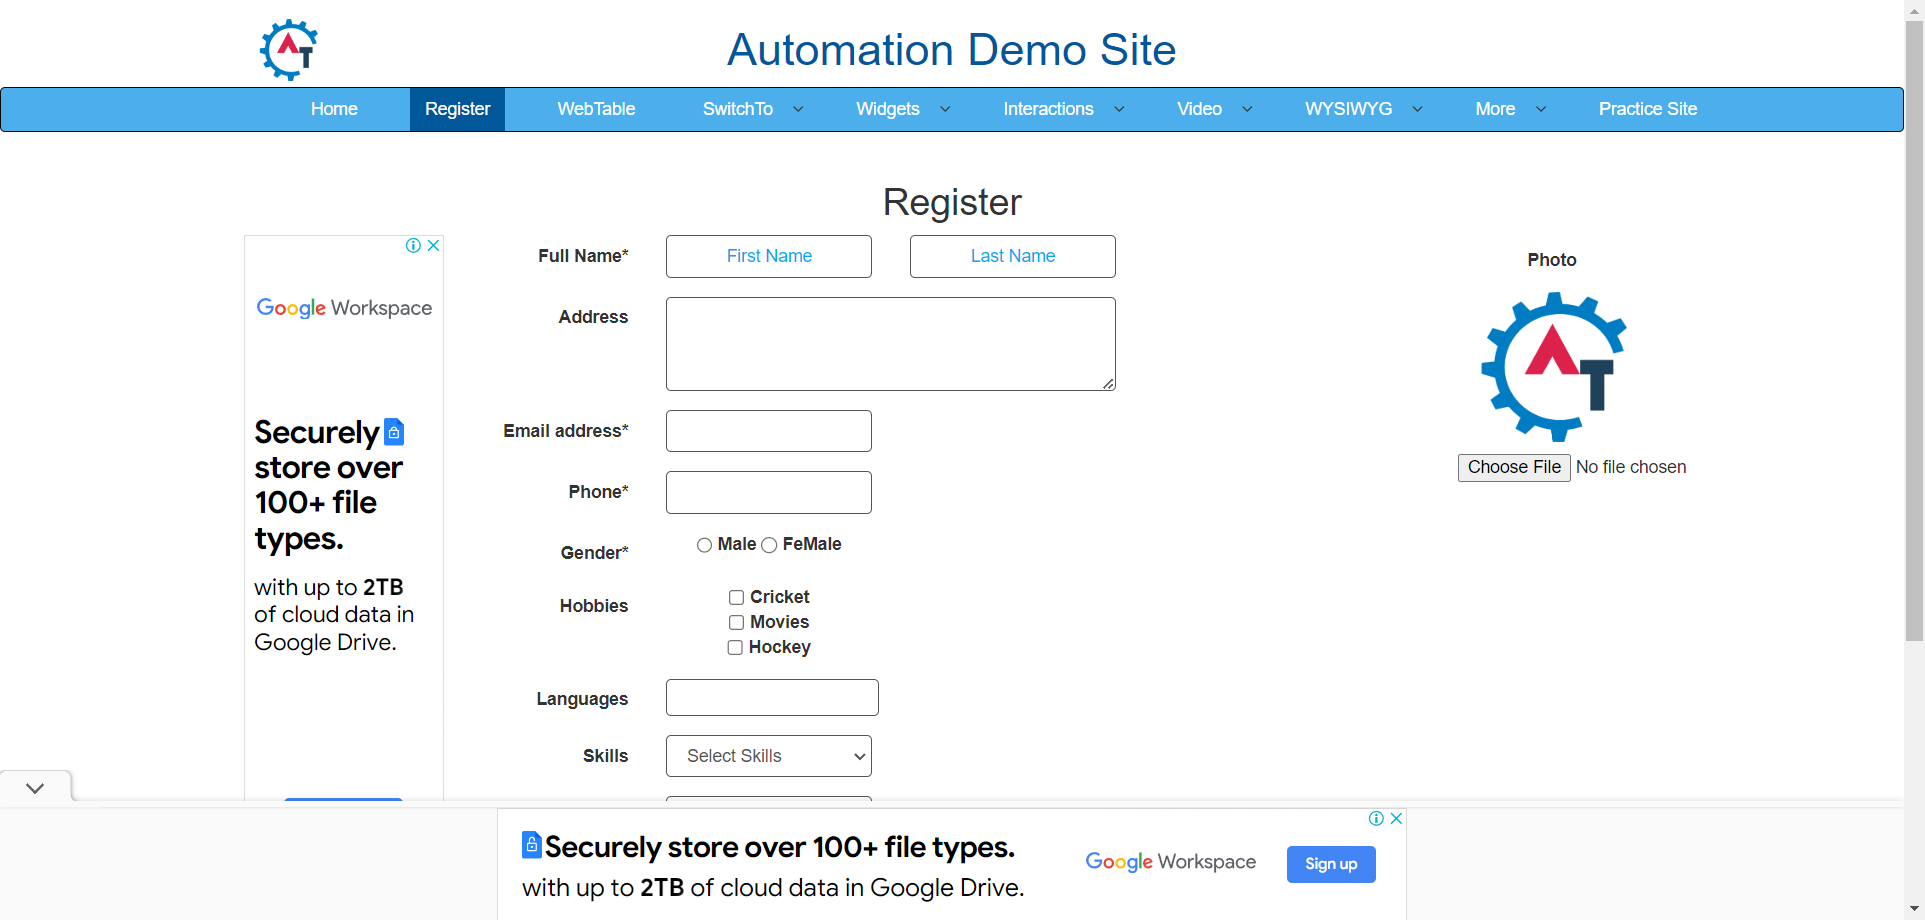 AT
Automation Demo Site
Home Register WebTable SwitchTo Widgets Interactions Video WYSIWYG More Practice Site
Register
Google Workspace
Securely
store over
100+ file
types.
with up to 2TB
of cloud data in
Google Drive.
Full Name* First Name Last Name
Address
Email address*
Phone*
Gender* Male FeMale
Hobbies Cricket
Movies
Hockey
Languages
Skills Select Skills
Photo
AT
Choose File No file chosen
Securely store over 100+ file types.
with up to 2TB of cloud data in Google Drive.
Google Workspace
Sign up